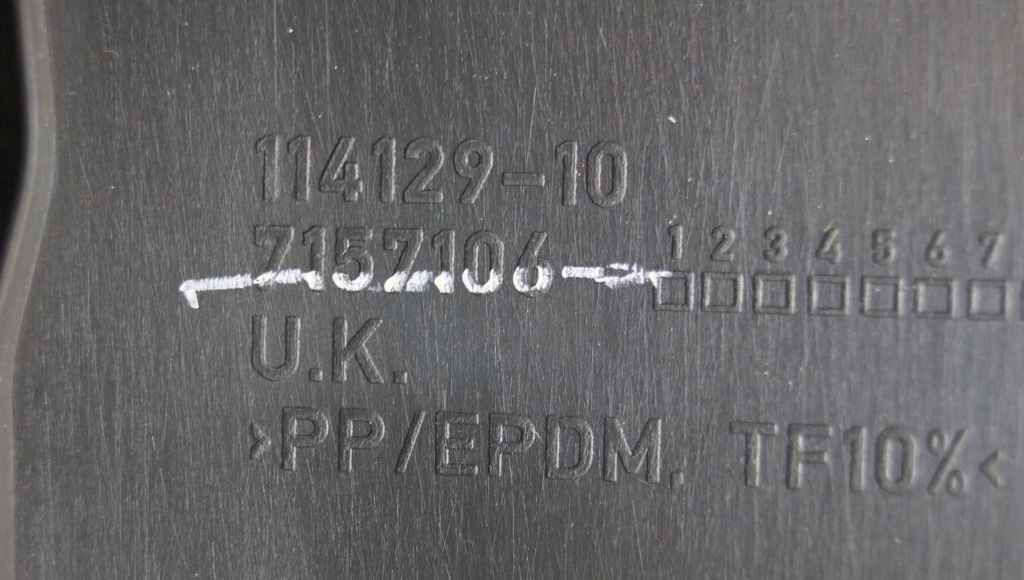 114129-10
7157106 1 2 3 4 5 6 7
U.K.
>PP/EPDM, TF10%<